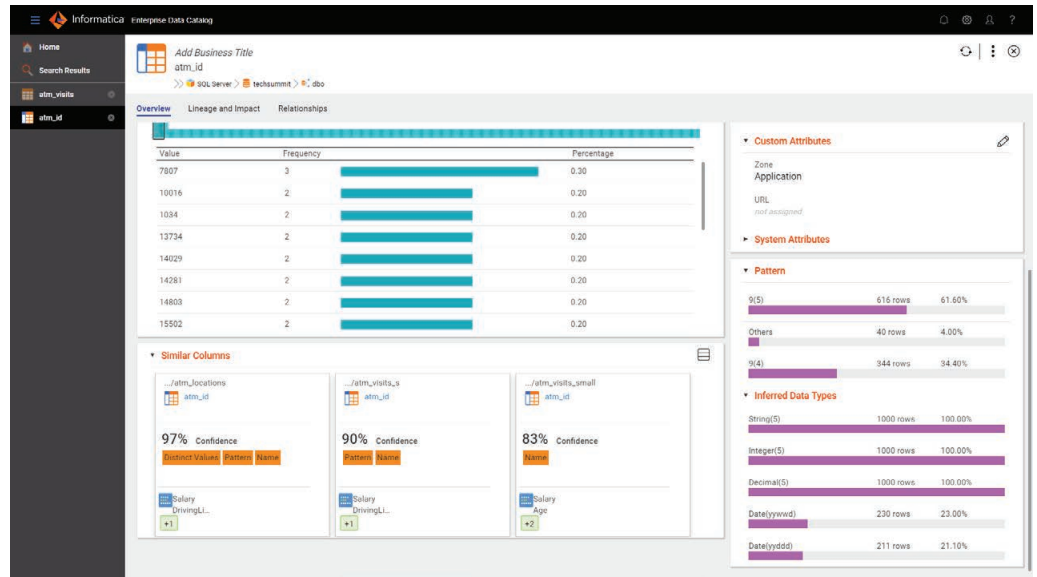 Informatica Enterprise Data Catalog
?
Home
Search Results
atm_visits
atm_id
Add Business Title
atm_id
SQL Server > techsummit > dbo
Overview Lineage and Impact Relationships
Value Frequency Percentage
7807 3 0.30
10016 2 0.20
1034 2 0.20
13734 2 0.20
14029 2 0.20
14281 2 0.20
14803 2 0.20
15502 2 0.20
Similar Columns
.../atm_locations
atm_id
97% Confidence
Distinct Values Pattern Name
Salary
DrivingLi...
+1
.../atm_visits_s
atm_id
90% Confidence
Pattern Name
Salary
DrivingLi...
+1
.../atm_visits_small
atm_id
83% Confidence
Name
Salary
Age
+2
Custom Attributes
Zone
Application
URL
not assigned
System Attributes
Pattern
9(5) 616 rows 61.60%
Others 40 rows 4.00%
9(4) 344 rows 34.40%
Inferred Data Types
String(5) 1000 rows 100.00%
Integer(5) 1000 rows 100.00%
Decimal(5) 1000 rows 100.00%
Date(yywwd) 230 rows 23.00%
Date(yyddd) 211 rows 21.10%